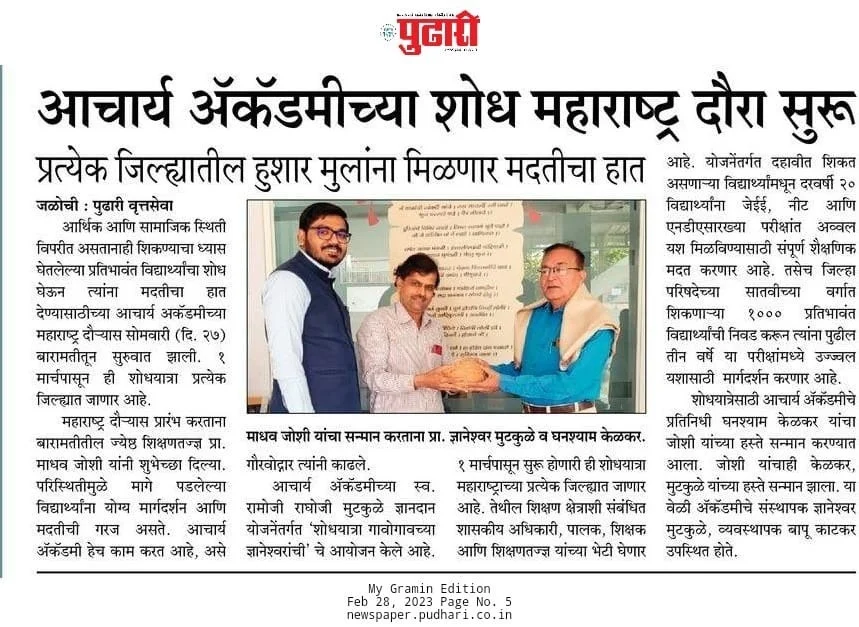 पुढारी
आचार्य ॲकॅडमीच्या शोध महाराष्ट्र दौरा सुरू
प्रत्येक जिल्ह्यातील हुशार मुलांना मिळणार मदतीचा हात
जळोची : पुढारी वृत्तसेवा
आर्थिक आणि सामाजिक स्थिती
विपरीत असतानाही शिकण्याचा ध्यास
घेतलेल्या प्रतिभावंत विद्यार्थ्यांचा शोध
घेऊन त्यांना मदतीचा हात
देण्यासाठीच्या आचार्य अकॅडमीच्या
महाराष्ट्र दौऱ्यास सोमवारी (दि. २७)
बारामतीतून सुरुवात झाली. १
मार्चपासून ही शोधयात्रा प्रत्येक
जिल्ह्यात जाणार आहे.
महाराष्ट्र दौऱ्यास प्रारंभ करताना
बारामतीतील ज्येष्ठ शिक्षणतज्ज्ञ प्रा.
माधव जोशी यांनी शुभेच्छा दिल्या.
परिस्थितीमुळे मागे पडलेल्या
विद्यार्थ्यांना योग्य मार्गदर्शन आणि
मदतीची गरज असते. आचार्य
अॅकडमी हेच काम करत आहे, असे
माधव जोशी यांचा सन्मान करताना प्रा. ज्ञानेश्वर मुटकुळे व घनश्याम केळकर.
गौरवोद्गार त्यांनी काढले.
आचार्य ॲकडमीच्या स्व.
रामोजी राघोजी मुटकळे ज्ञानदान
योजनेंतर्गत ‘शोधयात्रा गावोगावच्या
ज्ञानेश्वरांची’ चे आयोजन केले आहे.
१ मार्चपासून सुरू होणारी ही शोधयात्रा
महाराष्ट्राच्या प्रत्येक जिल्ह्यात जाणार
आहे. तेथील शिक्षण क्षेत्राशी संबंधित
शासकीय अधिकारी, पालक, शिक्षक
आणि शिक्षणतज्ज्ञ यांच्या भेटी घेणार
आहे. योजनेंतर्गत दहावीत शिकत
असणाऱ्या विद्यार्थ्यांमधून दरवर्षी २०
विद्यार्थ्यांना जेईई, नीट आणि
एनडीएसारख्या परीक्षांत अव्वल
यश मिळविण्यासाठी संपूर्ण शैक्षणिक
मदत करणार आहे. तसेच जिल्हा
परिषदेच्या सातवीच्या वर्गात
शिकणाऱ्या १००० प्रतिभावंत
विद्यार्थ्यांची निवड करून त्यांना पुढील
तीन वर्षे या परीक्षांमध्ये उज्ज्वल
यशासाठी मार्गदर्शन करणार आहे.
शोधयात्रेसाठी आचार्य अॅकॅडमीचे
प्रतिनिधी घनश्याम केळकर यांचा
जोशी यांच्या हस्ते सन्मान करण्यात
आला. जोशी यांचाही केळकर,
मुटकुळे यांच्या हस्ते सन्मान झाला. या
वेळी अॅकडमीचे संस्थापक ज्ञानेश्वर
मुटकुळे, व्यवस्थापक बापू काटकर
उपस्थित होते.
My Gramin Edition
Feb 28, 2023 Page No. 5
newspaper.pudhari.co.in